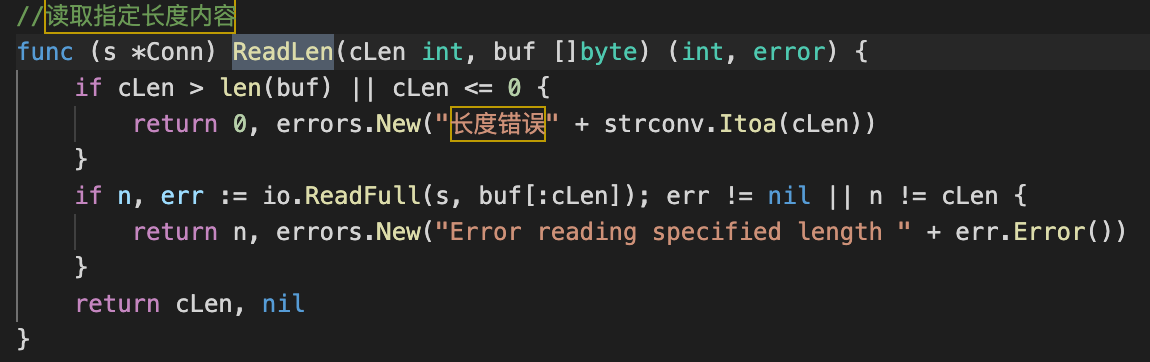 //读取指定长度内容
func (s *Conn) ReadLen(cLen int, buf []byte) (int, error) {
    if cLen > len(buf) || cLen <= 0 {
        return 0, errors.New("长度错误" + strconv.Itoa(cLen))
    }
    if n, err := io.ReadFull(s, buf[:cLen]); err != nil || n != cLen {
        return n, errors.New("Error reading specified length " + err.Error())
    }
    return cLen, nil
}